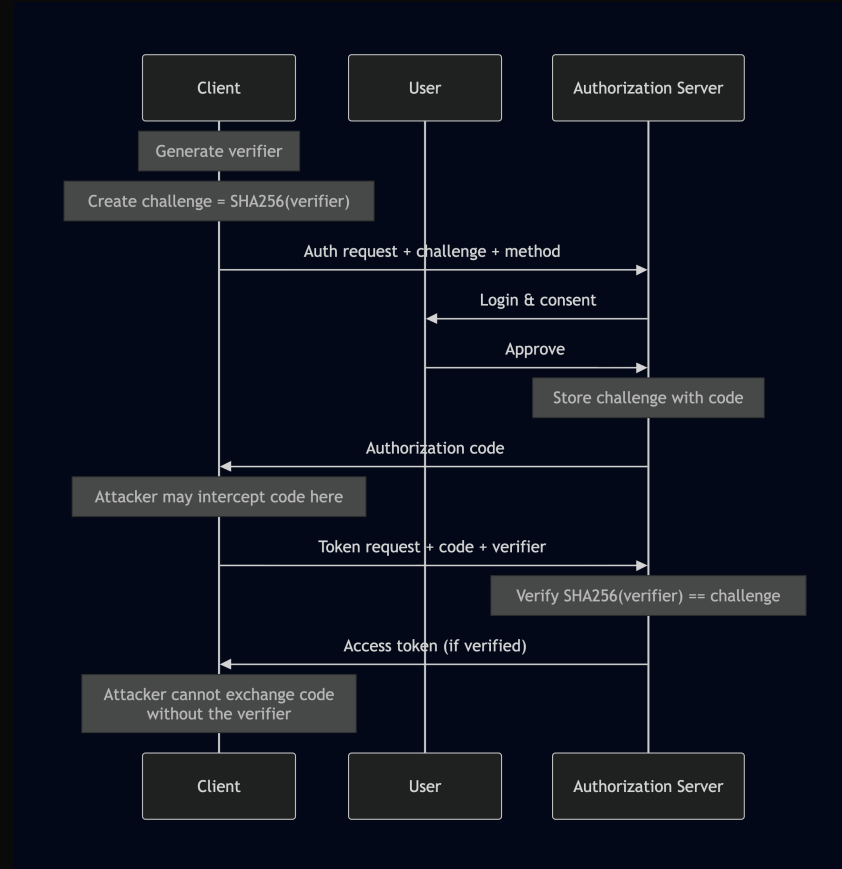 Client
User
Authorization Server
Generate verifier
Create challenge = SHA256(verifier)
Auth request + challenge + method
Login & consent
Approve
Store challenge with code
Authorization code
Attacker may intercept code here
Token request + code + verifier
Verify SHA256(verifier) == challenge
Access token (if verified)
Attacker cannot exchange code
without the verifier
Client
User
Authorization Server